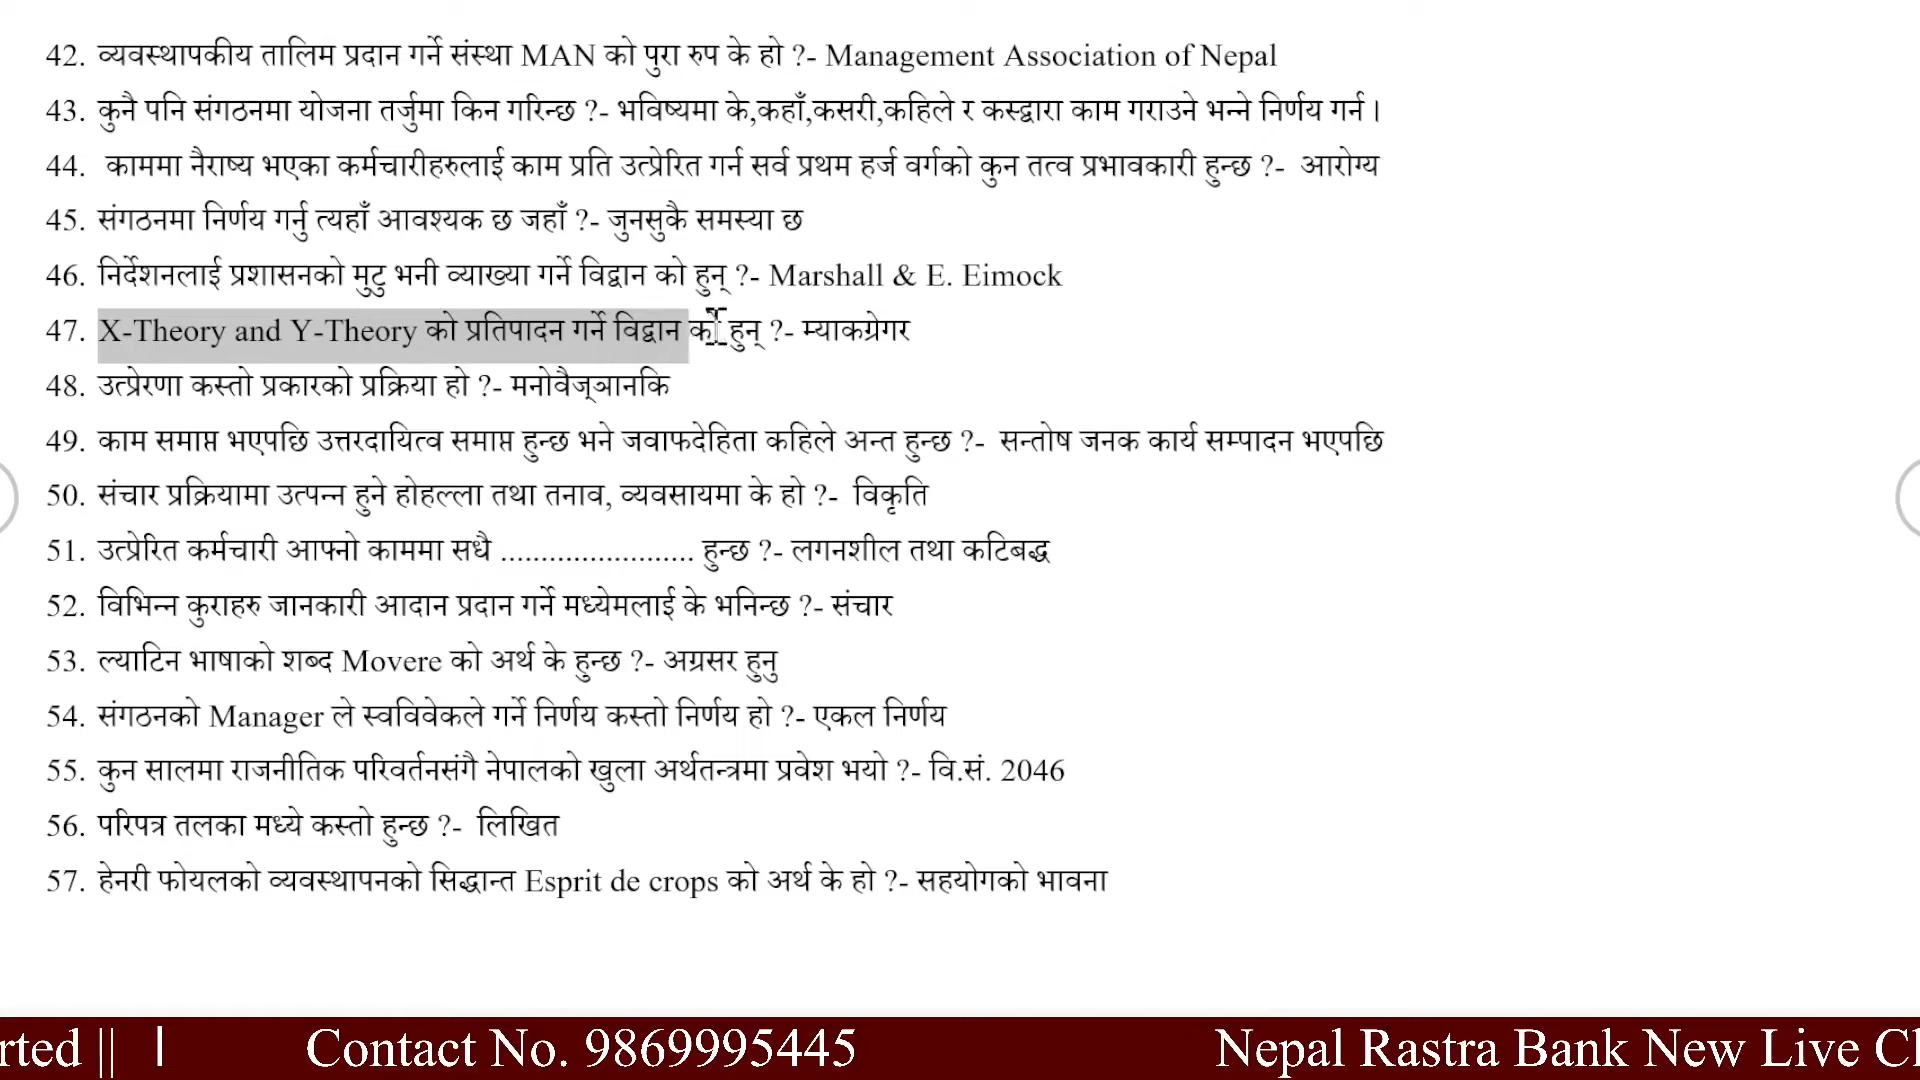 42. व्यवस्थापकीय तालिम प्रदान गर्ने संस्था MAN को पुरा रुप के हो ?- Management Association of Nepal
43. कुनै पनि संगठनमा योजना तर्जुमा किन गरिन्छ ?- भविष्यमा के,कहाँ,कसरी,कहिले र कस्द्वारा काम गराउने भन्ने निर्णय गर्न ।
44. काममा नैराष्य भएका कर्मचारीहरुलाई काम प्रति उत्प्रेरित गर्न सर्व प्रथम हर्ज वर्गको कुन तत्व प्रभावकारी हुन्छ ?- आरोग्य
45. संगठनमा निर्णय गर्नु त्यहाँ आवश्यक छ जहाँ ?- जुनसुकै समस्या छ
46. निर्देशनलाई प्रशासनको मुटु भनी व्याख्या गर्ने विद्वान को हुन् ?- Marshall & E. Eimock
47. X-Theory and Y-Theory को प्रतिपादन गर्ने विद्वान को हुन् ?- म्याकग्रेगर
48. उत्प्रेरणा कस्तो प्रकारको प्रक्रिया हो ?- मनोवैज्ञानकि
49. काम समाप्त भएपछि उत्तरदायित्व समाप्त हुन्छ भने जवाफदेहिता कहिले अन्त हुन्छ ?- सन्तोष जनक कार्य सम्पादन भएपछि
50. संचार प्रक्रियामा उत्पन्न हुने होहल्ला तथा तनाव, व्यवसायमा के हो ?- विकृति
51. उत्प्रेरित कर्मचारी आफ्नो काममा सधै ........................ हुन्छ ?- लगनशील तथा कटिबद्ध
52. विभिन्न कुराहरु जानकारी आदान प्रदान गर्ने मध्येमलाई के भनिन्छ ?- संचार
53. ल्याटिन भाषाको शब्द Movere को अर्थ के हुन्छ ?- अग्रसर हुनु
54. संगठनको Manager ले स्वविवेकले गर्ने निर्णय कस्तो निर्णय हो ?- एकल निर्णय
55. कुन सालमा राजनीतिक परिवर्तनसंगै नेपालको खुला अर्थतन्त्रमा प्रवेश भयो ?- वि.सं. 2046
56. परिपत्र तलका मध्ये कस्तो हुन्छ ?- लिखित
57. हेनरी फोयलको व्यवस्थापनको सिद्धान्त Esprit de crops को अर्थ के हो ?- सहयोगको भावना
rted || । Contact No. 9869995445 Nepal Rastra Bank New Live Cl